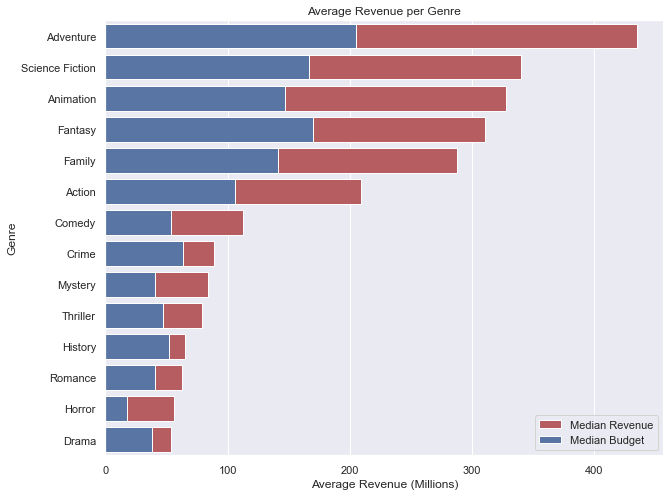 Average Revenue per Genre
Genre
Adventure
Science Fiction
Animation
Fantasy
Family
Action
Comedy
Crime
Mystery
Thriller
History
Romance
Horror
Drama
Median Revenue
Median Budget
0 100 200 300 400
Average Revenue (Millions)